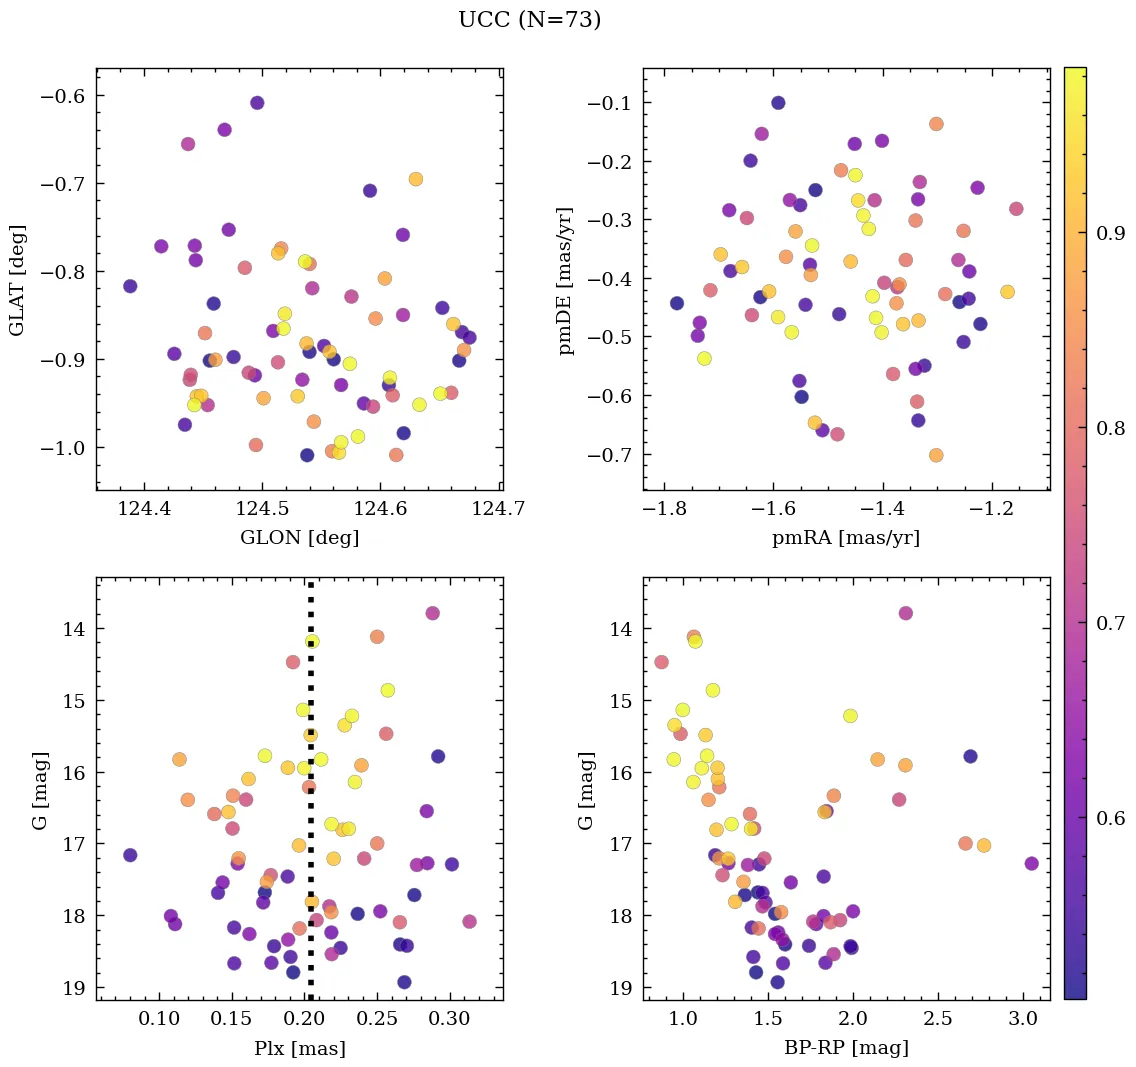 UCC (N=73)
−0.6
−0.7
−0.8
−0.9
−1.0
GLAT [deg]
124.4 124.5 124.6 124.7
GLON [deg]
−0.1
−0.2
−0.3
−0.4
−0.5
−0.6
−0.7
pmDE [mas/yr]
−1.8 −1.6 −1.4 −1.2
pmRA [mas/yr]
14
15
16
17
18
19
G [mag]
0.10 0.15 0.20 0.25 0.30
Plx [mas]
14
15
16
17
18
19
G [mag]
1.0 1.5 2.0 2.5 3.0
BP-RP [mag]
0.9
0.8
0.7
0.6